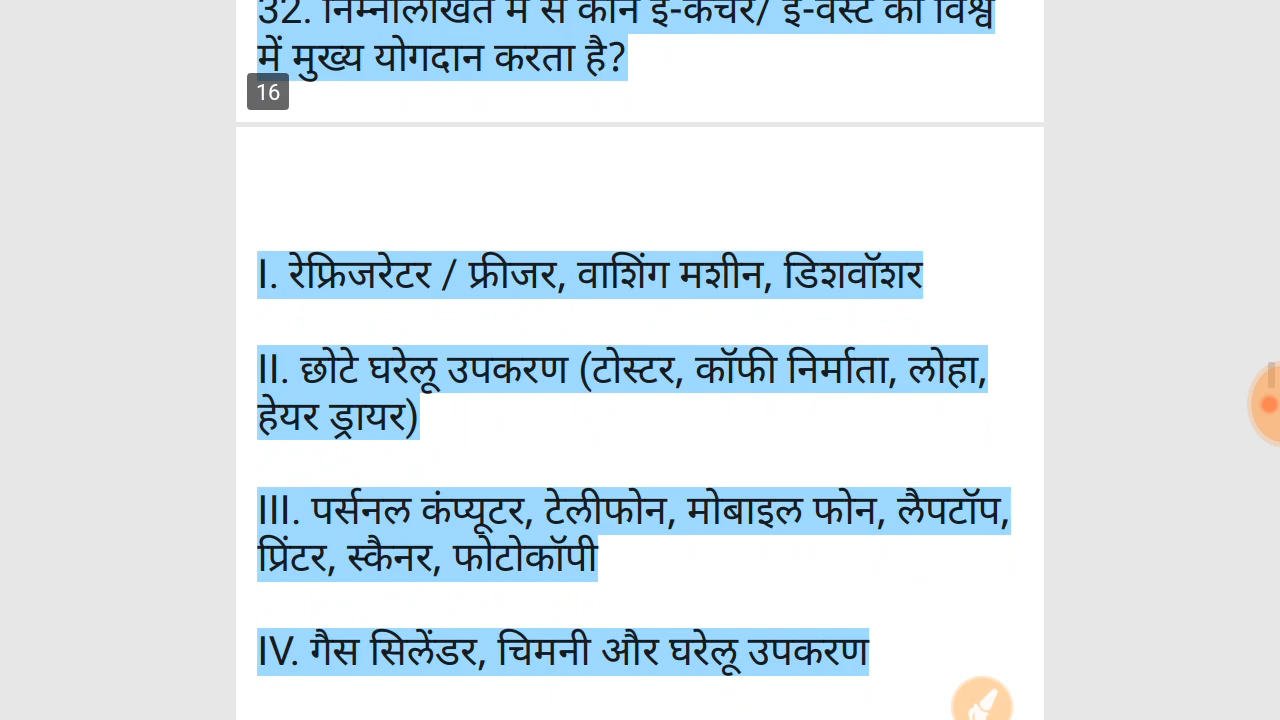 32. निम्नलिखित में से कौन ई-कचरे/ ई-वेस्ट का विश्व
में मुख्य योगदान करता है?
16
I. रेफ्रिजरेटर / फ्रीजर, वाशिंग मशीन, डिशवॉशर
II. छोटे घरेलू उपकरण (टोस्टर, कॉफी निर्माता, लोहा,
हेयर ड्रायर)
III. पर्सनल कंप्यूटर, टेलीफोन, मोबाइल फोन, लैपटॉप,
प्रिंटर, स्कैनर, फोटोकॉपी
IV. गैस सिलेंडर, चिमनी और घरेलू उपकरण